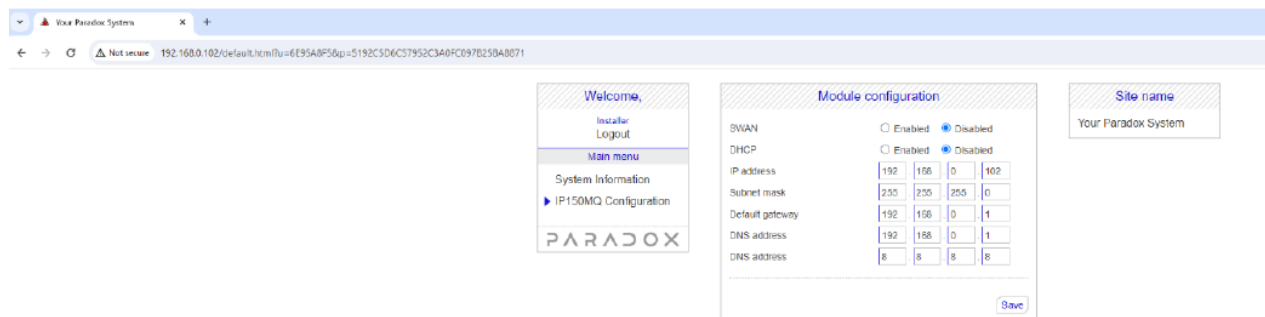 Your Paradox System
Not secure 192.168.0.102/default.html?u=6E95A8F5&p=5192C5D6C57952C3A0FC097B25BA8871
Welcome,
Installer
Logout
Main menu
System Information
IP150MQ Configuration
PARADOX
Module configuration
SWAN Enabled Disabled
DHCP Enabled Disabled
IP address 192 . 168 . 0 . 102
Subnet mask 255 . 255 . 255 . 0
Default gateway 192 . 168 . 0 . 1
DNS address 192 . 168 . 0 . 1
DNS address 8 . 8 . 8 . 8
Save
Site name
Your Paradox System